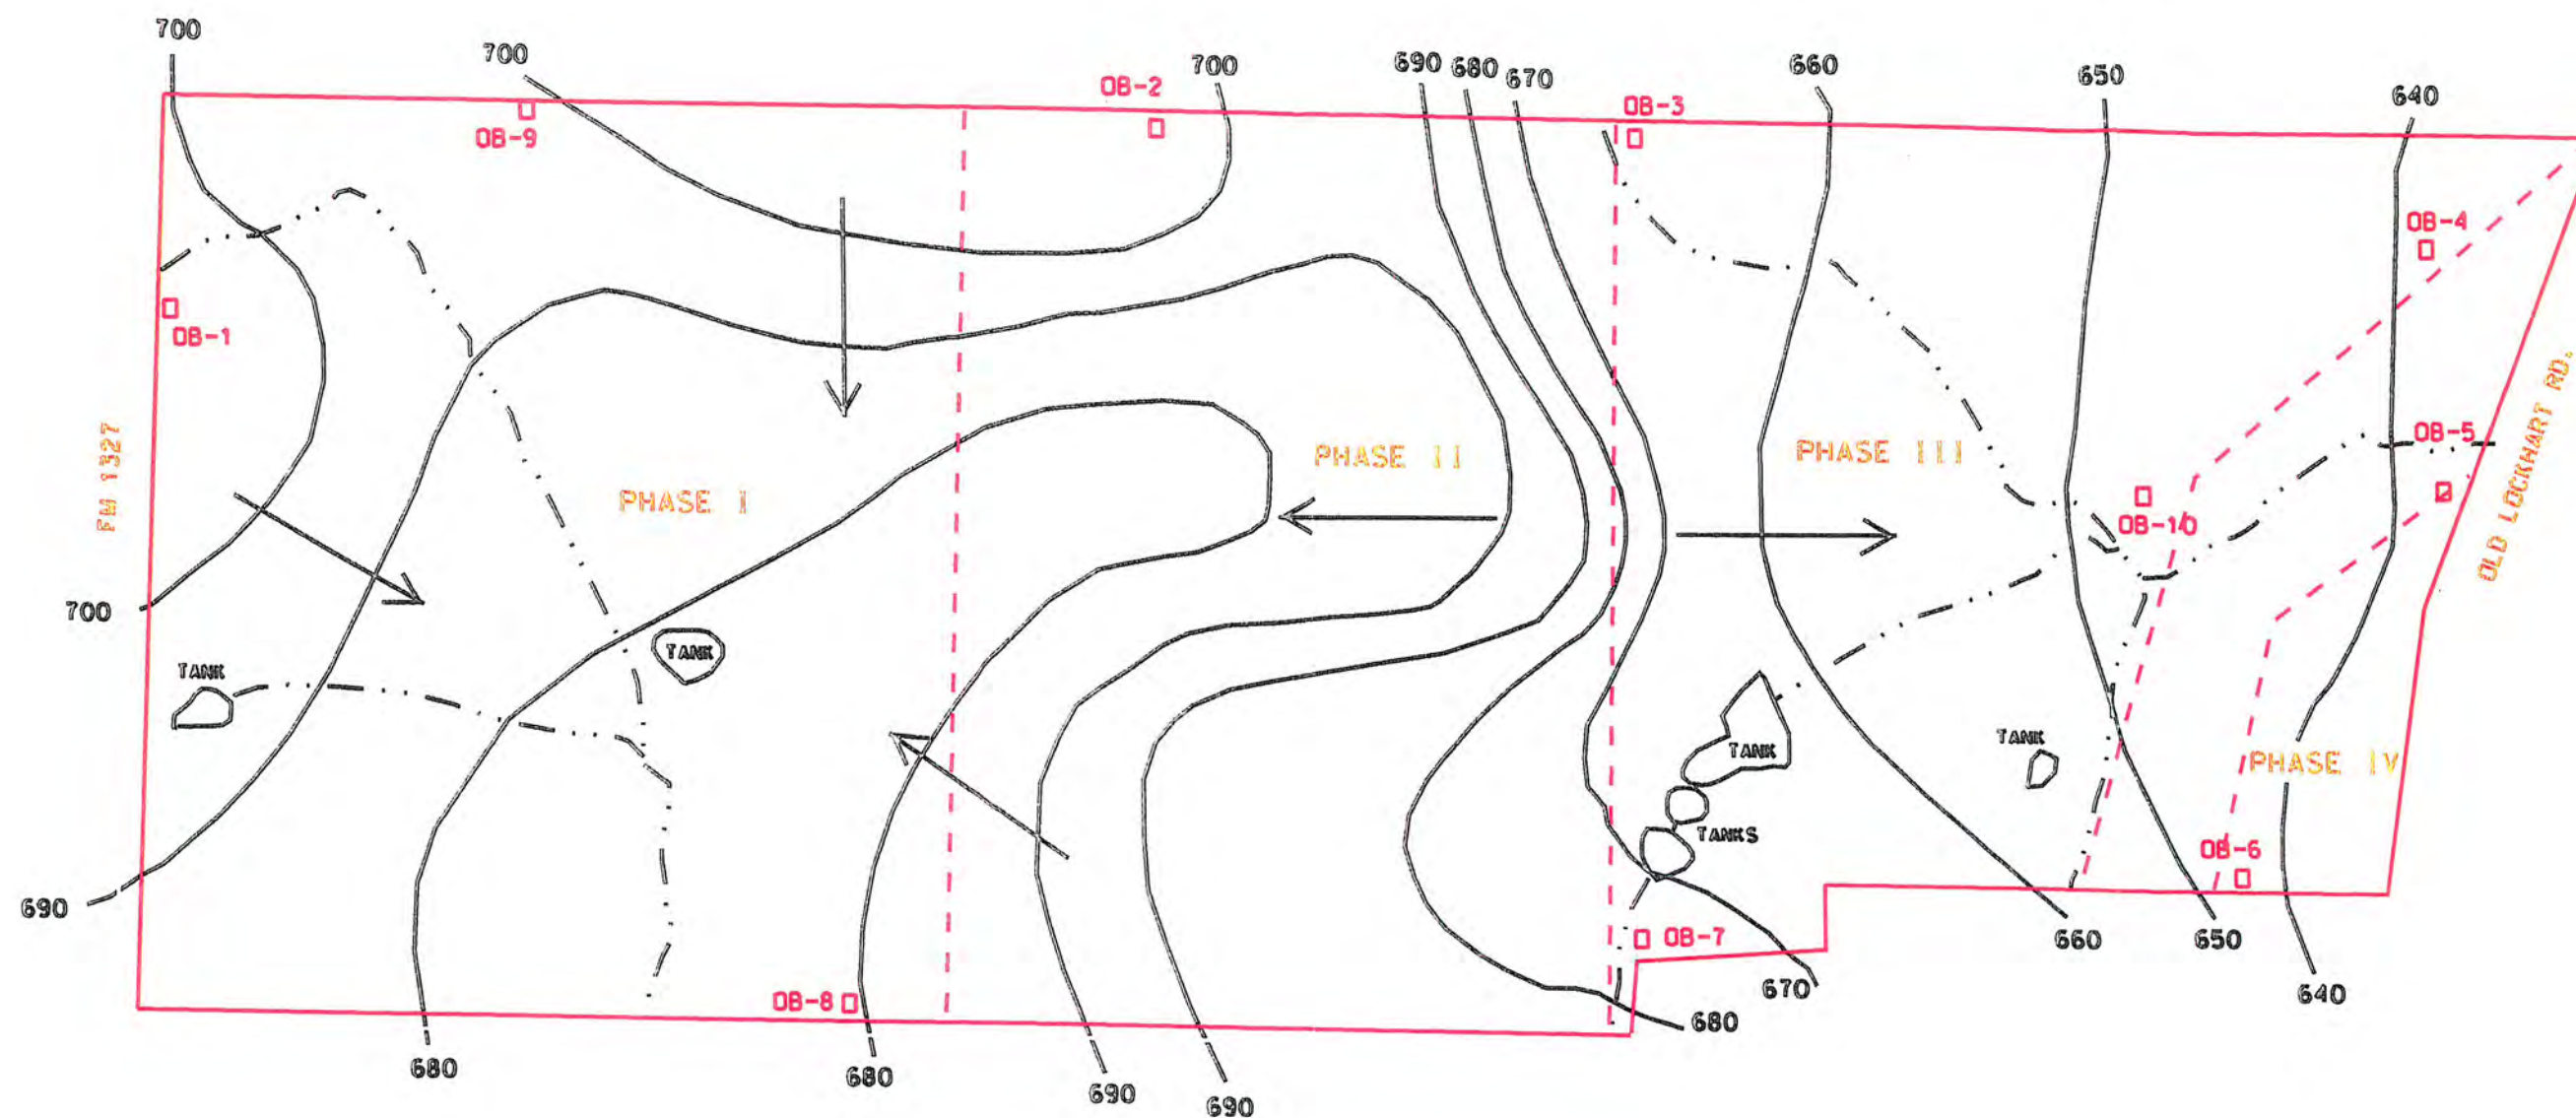 700
700
OB-2
700
690
680
670
OB-3
660
650
640
OB-9
OB-4
OB-1
FM 1327
PHASE I
PHASE II
PHASE III
OB-5
OB-10
OLD LOCKHART RD.
700
TANK
TANK
TANK
TANK
PHASE IV
TANKS
OB-6
690
OB-7
660
650
OB-8
670
640
680
680
680
690
690